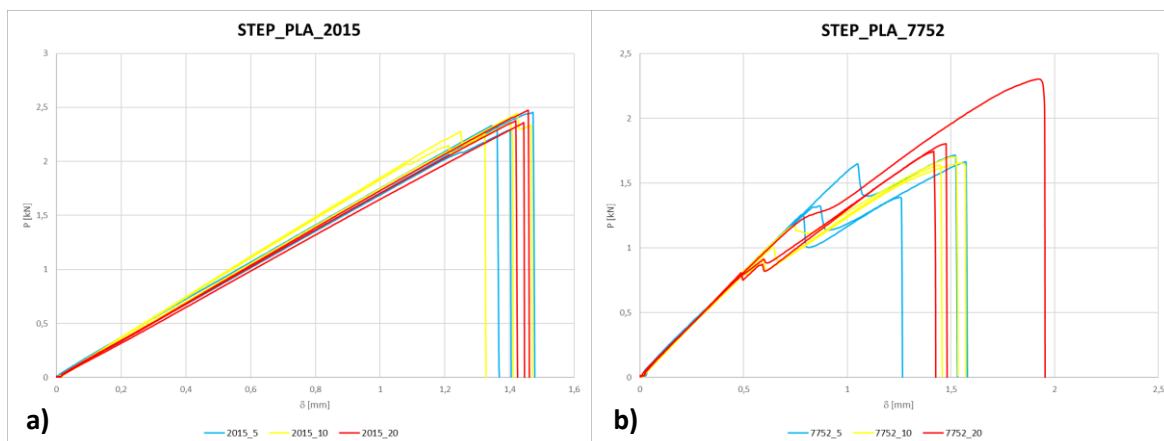 STEP_PLA_2015
3
2,5
2
1,5
1
0,5
0
P [kN]
0 0,2 0,4 0,6 0,8 1 1,2 1,4 1,6
δ [mm]
2015_5 2015_10 2015_20
a)
STEP_PLA_7752
2,5
2
1,5
1
0,5
0
P [kN]
0 0,5 1 1,5 2 2,5
δ [mm]
7752_5 7752_10 7752_20
b)